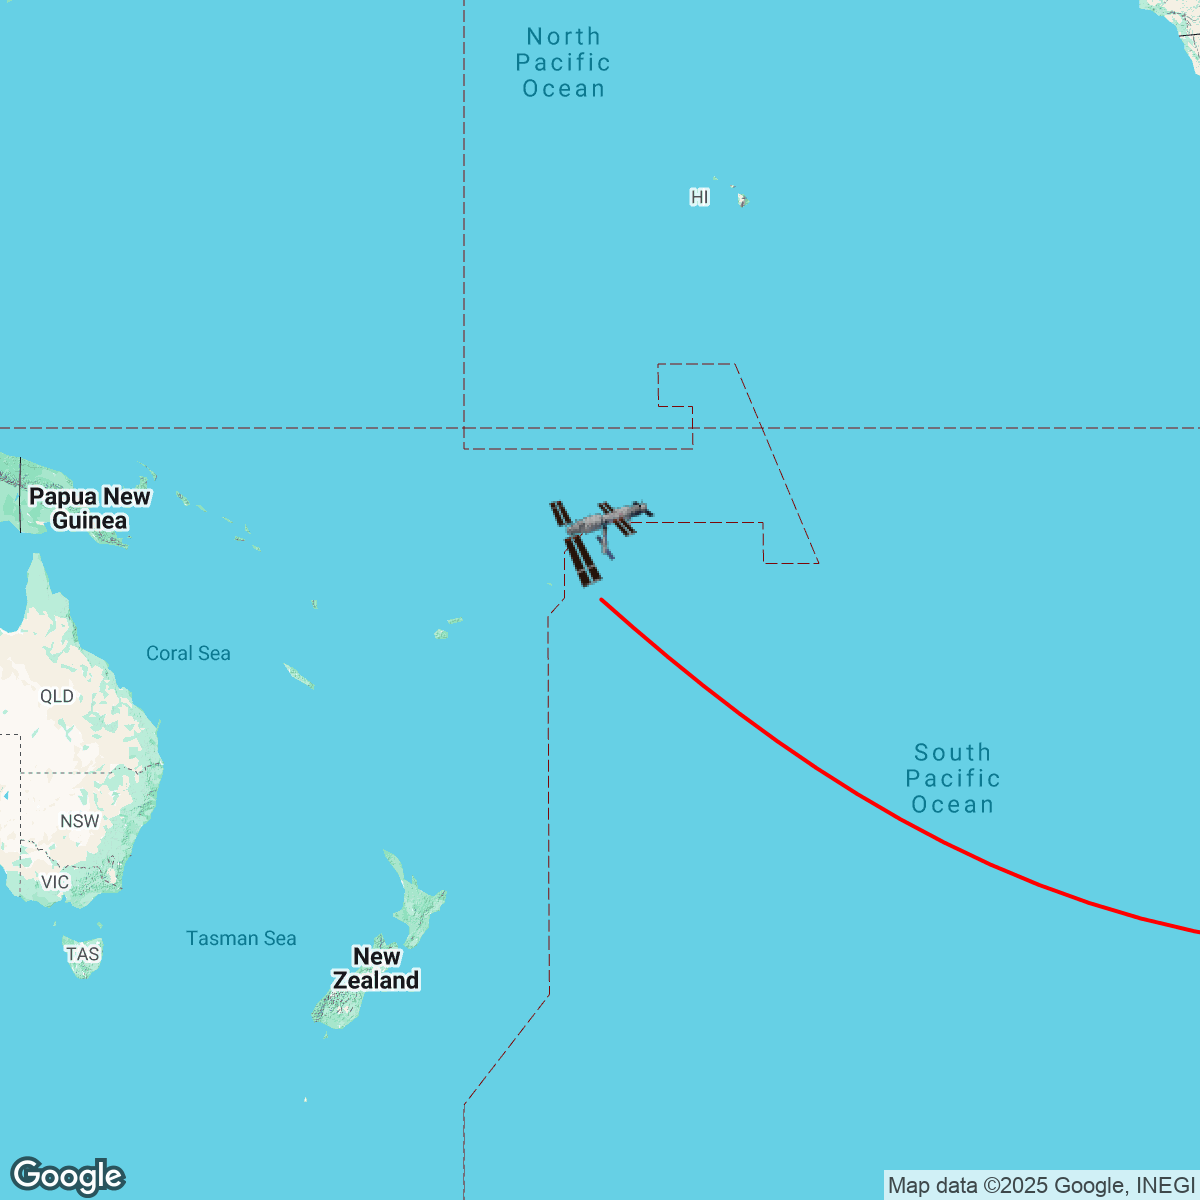 North
Pacific
Ocean
HI
Papua New
Guinea
Coral Sea
QLD
South
Pacific
Ocean
NSW
VIC
Tasman Sea
TAS
New
Zealand
Google
Map data ©2025 Google, INEGI